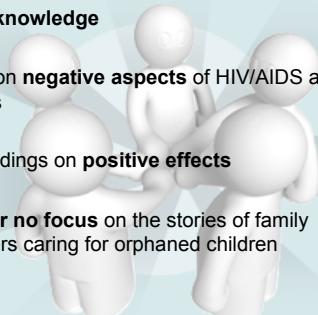 knowledge
on negative aspects of HIV/AIDS a
dings on positive effects
r no focus on the stories of family
rs caring for orphaned children